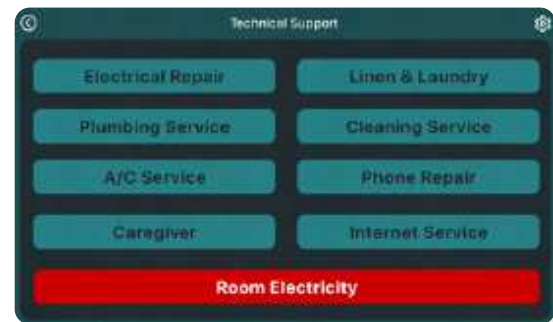 Technical Support
Electrical Repair
Linen & Laundry
Plumbing Service
Cleaning Service
A/C Service
Phone Repair
Caregiver
Internet Service
Room Electricity